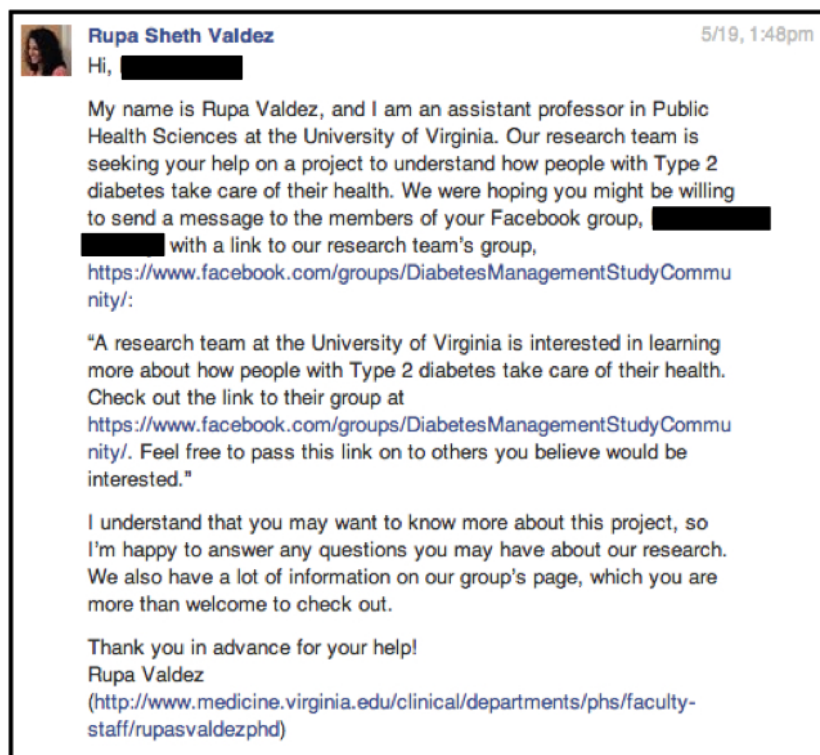 Rupa Sheth Valdez
5/19, 1:48pm
Hi,
My name is Rupa Valdez, and I am an assistant professor in Public
Health Sciences at the University of Virginia. Our research team is
seeking your help on a project to understand how people with Type 2
diabetes take care of their health. We were hoping you might be willing
to send a message to the members of your Facebook group,
with a link to our research team's group,
https://www.facebook.com/groups/DiabetesManagementStudyCommu
nity/:
“A research team at the University of Virginia is interested in learning
more about how people with Type 2 diabetes take care of their health.
Check out the link to their group at
https://www.facebook.com/groups/DiabetesManagementStudyCommu
nity/. Feel free to pass this link on to others you believe would be
interested."
I understand that you may want to know more about this project, so
I'm happy to answer any questions you may have about our research.
We also have a lot of information on our group's page, which you are
more than welcome to check out.
Thank you in advance for your help!
Rupa Valdez
(http://www.medicine.virginia.edu/clinical/departments/phs/faculty-
staff/rupasvaldezphd)